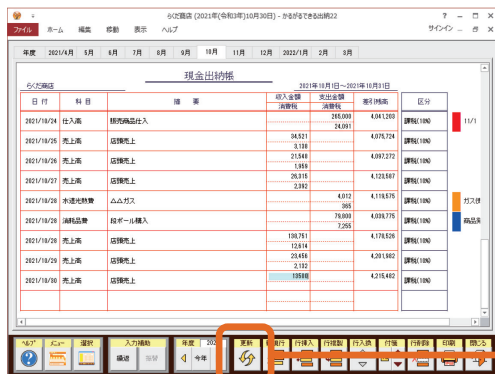 らくだ商店 (2021年(令和3年)10月30日) - かるがるできる出納22
ファイル ホーム 編集 移動 表示 ヘルプ サインイン
年度 2021/4月 5月 6月 7月 8月 9月 10月 11月 12月 2022/1月 2月 3月
現金出納帳
らくだ商店 2021年10月1日～2021年10月31日
日 付 科 目 摘 要 収入金額 支出金額 差引残高 区分
消費税 消費税
2021/10/24 仕入高 販売商品仕入 265,000 4,041,203 課税(10%) 11/1
24,091
2021/10/25 売上高 店頭売上 34,521 4,075,724 課税(10%)
3,138
2021/10/26 売上高 店頭売上 21,548 4,097,272 課税(10%)
1,959
2021/10/27 売上高 店頭売上 26,315 4,123,587 課税(10%)
2,392
2021/10/28 水道光熱費 △△ガス 4,012 4,119,575 課税(10%)
365
2021/10/28 消耗品費 段ボール購入 79,800 4,039,775 課税(10%)
7,255
2021/10/28 売上高 店頭売上 138,751 4,178,526 課税(10%)
12,614
2021/10/29 売上高 店頭売上 23,456 4,201,982 課税(10%)
2,132
2021/10/30 売上高 店頭売上 13500 4,215,482 課税(10%)
ヘルプ メニュー 選択 入力補助 年度 更新 行挿入 行複製 行入換 付箋 行削除 印刷 閉じる
繰返 今年